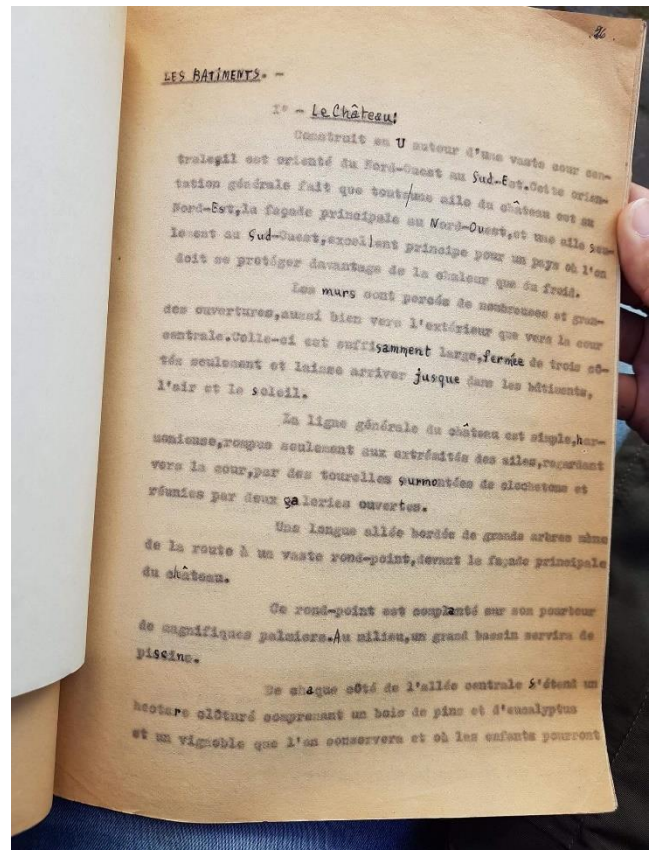 26.
LES BATIMENTS. -
I° - Le Château:
Construit en U autour d'une vaste cour cen-
trale,il est orienté du Nord-Ouest au Sud-Est.Cette orien-
tation générale fait que toute/une aile du château est au
Nord-Est,la façade principale au Nord-Ouest,et une aile seu-
lement au Sud-Ouest,excellent principe pour un pays où l'on
doit se protéger davantage de la chaleur que du froid.
Les murs sont percés de nombreuses et gran-
des ouvertures,aussi bien vers l'extérieur que vers la cour
centrale.Celle-ci est suffisamment large,fermée de trois cô-
tés seulement et laisse arriver jusque dans les bâtiments,
l'air et le soleil.
La ligne générale du château est simple,har-
monieuse,rompue seulement aux extrémités des ailes,regardant
vers la cour,par des tourelles surmontées de clochetons et
réunies par deux galeries ouvertes.
Une longue allée bordée de grands arbres mène
de la route à un vaste rond-point,devant la façade principale
du château.
Ce rond-point est complanté sur son pourtour
de magnifiques palmiers.Au milieu,un grand bassin servira de
piscine.
De chaque côté de l'allée centrale s'étend un
hectare clôturé comprenant un bois de pins et d'eucalyptus
et un vignoble que l'on conservera et où les enfants pourront